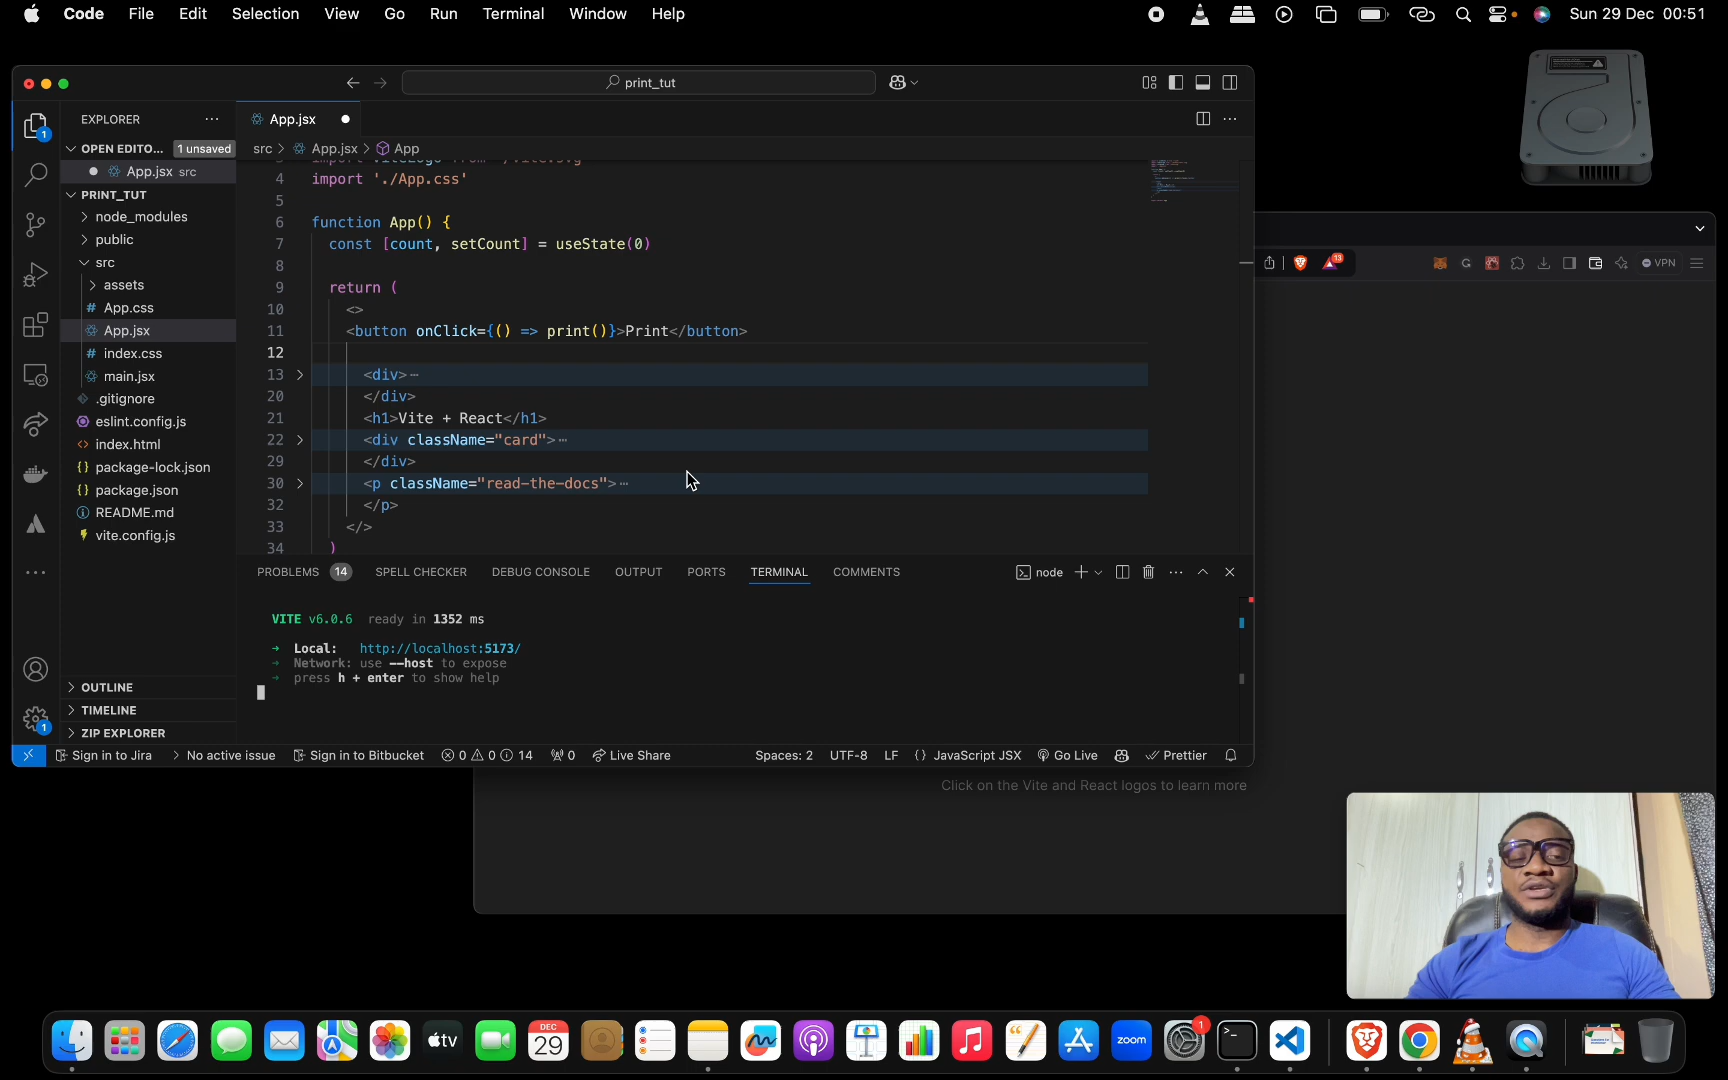 Code File Edit Selection View Go Run Terminal Window Help Sun 29 Dec 00:51
print_tut
EXPLORER
App.jsx
OPEN EDITO... 1 unsaved
src > App.jsx > App
App.jsx src
PRINT_TUT
node_modules
public
src
assets
App.css
App.jsx
index.css
main.jsx
.gitignore
eslint.config.js
index.html
package-lock.json
package.json
README.md
vite.config.js
OUTLINE
TIMELINE
ZIP EXPLORER
4 import './App.css'
5
6 function App() {
7 const [count, setCount] = useState(0)
8
9 return (
10 <>
11 <button onClick={() => print()}>Print</button>
12
13 <div>⋯
20 </div>
21 <h1>Vite + React</h1>
22 <div className="card">⋯
29 </div>
30 <p className="read-the-docs">⋯
32 </p>
33 </>
34 )
PROBLEMS 14 SPELL CHECKER DEBUG CONSOLE OUTPUT PORTS TERMINAL COMMENTS node
VITE v6.0.6 ready in 1352 ms
➜ Local: http://localhost:5173/
➜ Network: use --host to expose
➜ press h + enter to show help
Sign in to Jira No active issue Sign in to Bitbucket 0 0 14 0 Live Share Spaces: 2 UTF-8 LF {} JavaScript JSX Go Live Prettier
13 VPN
Click on the Vite and React logos to learn more
1
1
tv
DEC
29
zoom
1